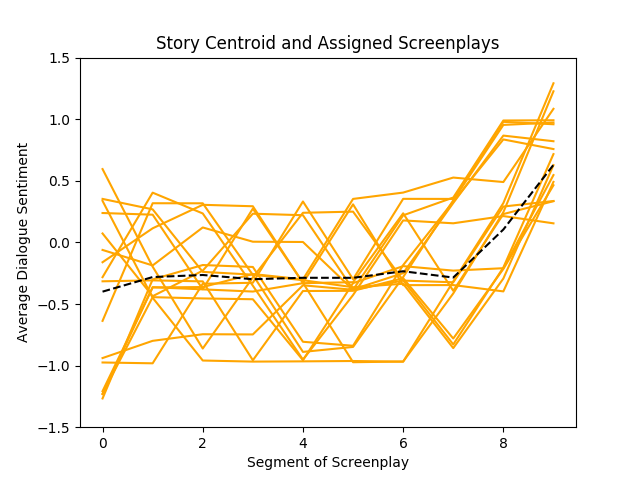 Story Centroid and Assigned Screenplays
1.5
1.0
0.5
0.0
−0.5
−1.0
−1.5
Average Dialogue Sentiment
0 2 4 6 8
Segment of Screenplay